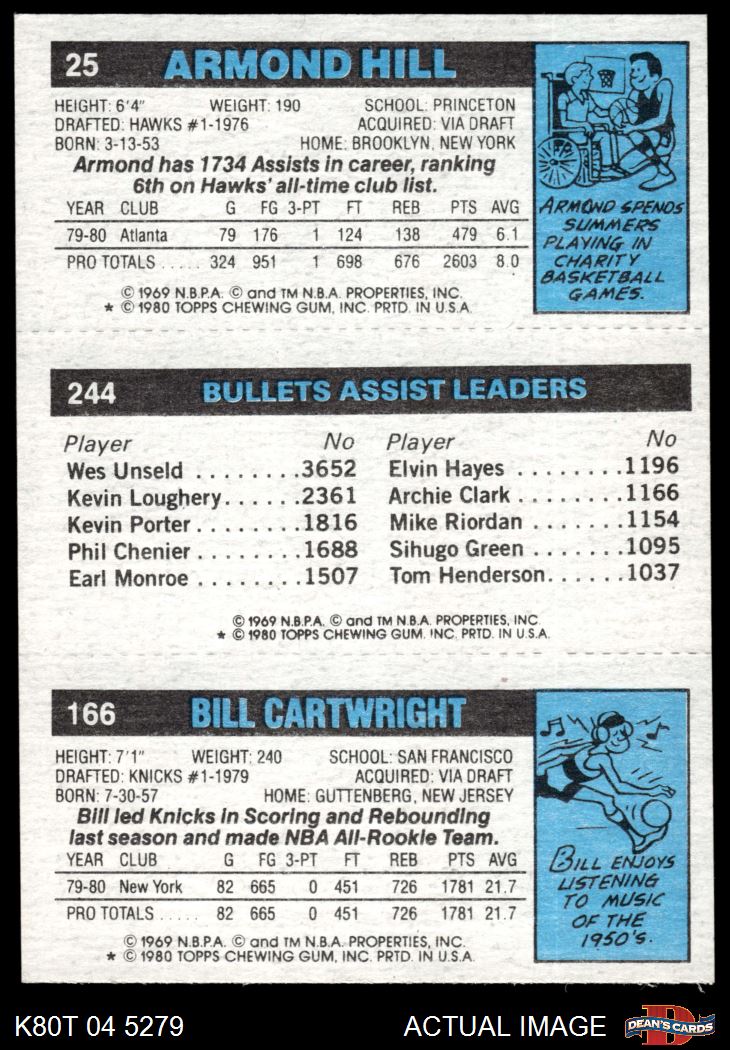 25 ARMOND HILL
HEIGHT: 6'4" WEIGHT: 190 SCHOOL: PRINCETON
DRAFTED: HAWKS #1-1976 ACQUIRED: VIA DRAFT
BORN: 3-13-53 HOME: BROOKLYN, NEW YORK
Armond has 1734 Assists in career, ranking
6th on Hawks' all-time club list.
YEAR CLUB G FG 3-PT FT REB PTS AVG
79-80 Atlanta 79 176 1 124 138 479 6.1
PRO TOTALS ..... 324 951 1 698 676 2603 8.0
© 1969 N.B.P.A. © and TM N.B.A. PROPERTIES, INC.
* © 1980 TOPPS CHEWING GUM, INC. PRTD. IN U.S.A.
ARMOND SPENDS
SUMMERS
PLAYING IN
CHARITY
BASKETBALL
GAMES.
244 BULLETS ASSIST LEADERS
Player No Player No
Wes Unseld ........3652 Elvin Hayes .......1196
Kevin Loughery......2361 Archie Clark ......1166
Kevin Porter........1816 Mike Riordan ......1154
Phil Chenier ........1688 Sihugo Green ......1095
Earl Monroe ........1507 Tom Henderson......1037
© 1969 N.B.P.A. © and TM N.B.A. PROPERTIES, INC.
* © 1980 TOPPS CHEWING GUM. INC. PRTD. IN U.S.A.
166 BILL CARTWRIGHT
HEIGHT: 7'1" WEIGHT: 240 SCHOOL: SAN FRANCISCO
DRAFTED: KNICKS #1-1979 ACQUIRED: VIA DRAFT
BORN: 7-30-57 HOME: GUTTENBERG, NEW JERSEY
Bill led Knicks in Scoring and Rebounding
last season and made NBA All-Rookie Team.
YEAR CLUB G FG 3-PT FT REB PTS AVG
79-80 New York 82 665 0 451 726 1781 21.7
PRO TOTALS ..... 82 665 0 451 726 1781 21.7
© 1969 N.B.P.A. © and TM N.B.A. PROPERTIES, INC.
* © 1980 TOPPS CHEWING GUM, INC. PRTD. IN U.S.A.
BILL ENJOYS
LISTENING
TO MUSIC
OF THE
1950'S.
K80T 04 5279 ACTUAL IMAGE D DEAN'S CARDS